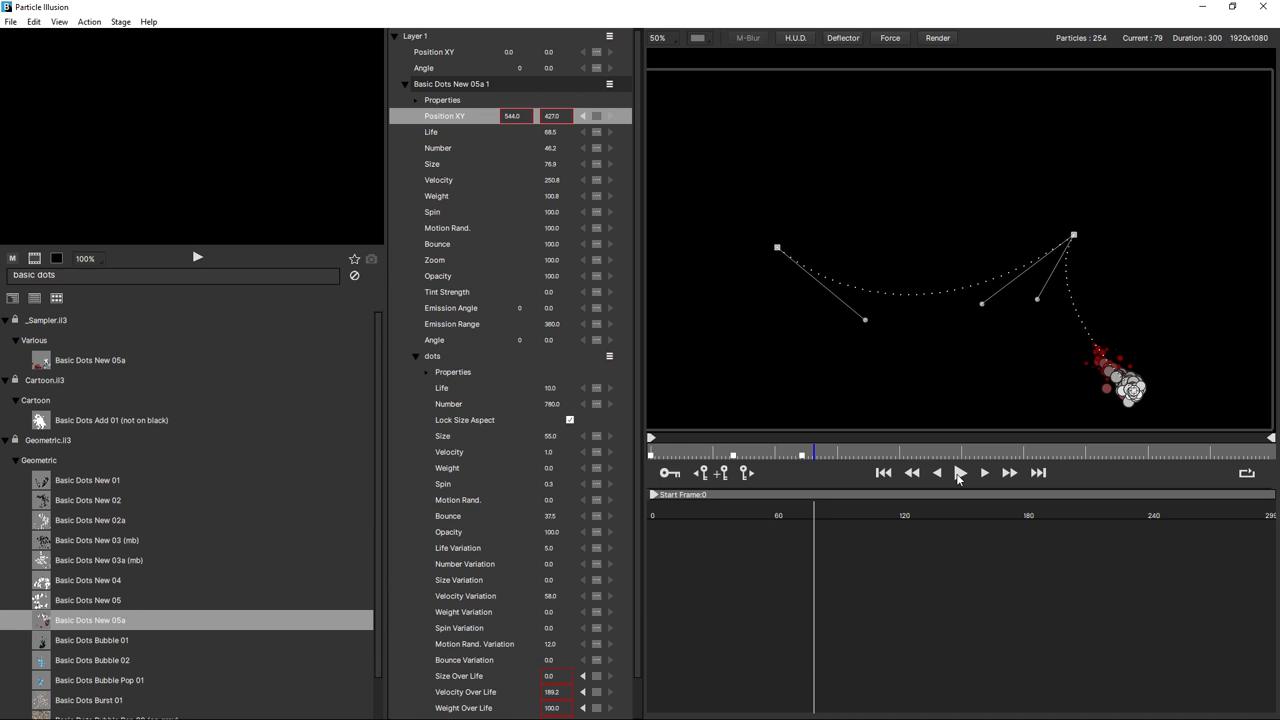 Particle Illusion
File Edit View Action Stage Help
M 100%
basic dots
_Sampler.il3
Various
Basic Dots New 05a
Cartoon.il3
Cartoon
Basic Dots Add 01 (not on black)
Geometric.il3
Geometric
Basic Dots New 01
Basic Dots New 02
Basic Dots New 02a
Basic Dots New 03 (mb)
Basic Dots New 03a (mb)
Basic Dots New 04
Basic Dots New 05
Basic Dots New 05a
Basic Dots Bubble 01
Basic Dots Bubble 02
Basic Dots Bubble Pop 01
Basic Dots Burst 01
Layer 1
Position XY 0.0 0.0
Angle 0 0.0
Basic Dots New 05a 1
Properties
Position XY 544.0 427.0
Life 68.5
Number 46.2
Size 76.9
Velocity 250.8
Weight 100.8
Spin 100.0
Motion Rand. 100.0
Bounce 100.0
Zoom 100.0
Opacity 100.0
Tint Strength 0.0
Emission Angle 0 0.0
Emission Range 360.0
Angle 0 0.0
dots
Properties
Life 10.0
Number 780.0
Lock Size Aspect
Size 55.0
Velocity 1.0
Weight 0.0
Spin 0.3
Motion Rand. 0.0
Bounce 37.5
Opacity 100.0
Life Variation 5.0
Number Variation 0.0
Size Variation 0.0
Velocity Variation 58.0
Weight Variation 0.0
Spin Variation 0.0
Motion Rand. Variation 12.0
Bounce Variation 0.0
Size Over Life 0.0
Velocity Over Life 189.2
Weight Over Life 100.0
50% M-Blur H.U.D. Deflector Force Render Particles : 254 Current : 79 Duration : 300 1920x1080
Start Frame:0
0 60 120 180 240 299